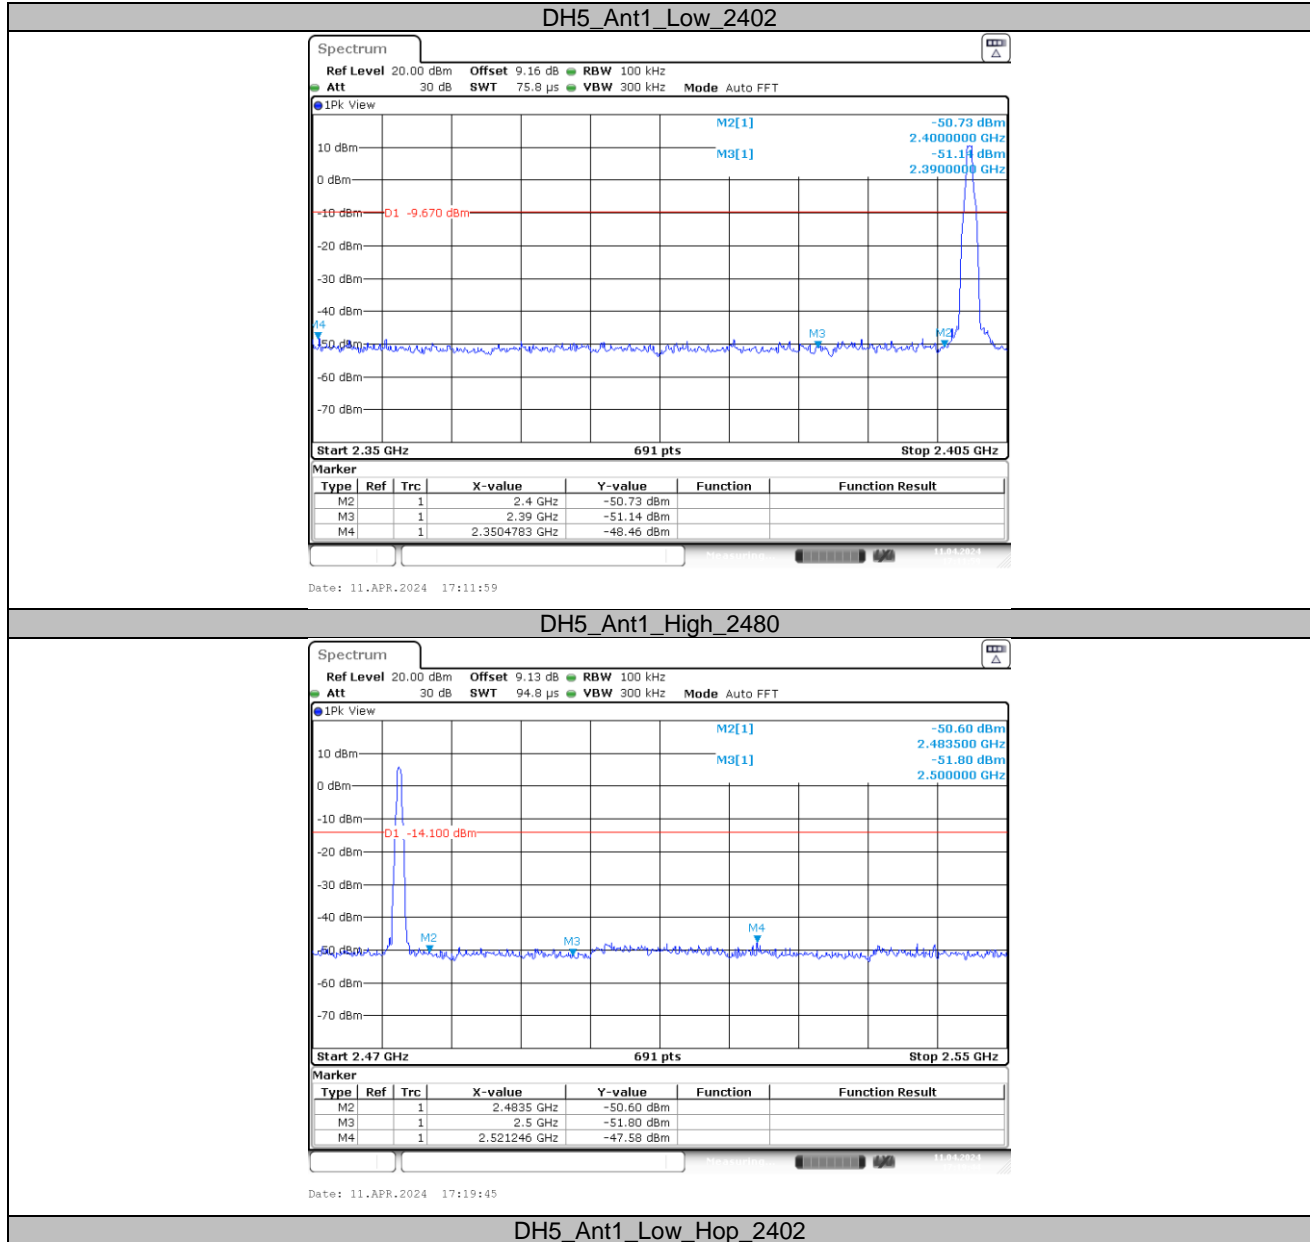 DH5_Ant1_Low_2402
Spectrum
Ref Level 20.00 dBm Offset 9.16 dB RBW 100 kHz
Att 30 dB SWT 75.8 µs VBW 300 kHz Mode Auto FFT
1Pk View
M2[1] -50.73 dBm
2.4000000 GHz
10 dBm
M3[1] -51.14 dBm
2.3900000 GHz
0 dBm
-10 dBm D1 -9.670 dBm
-20 dBm
-30 dBm
-40 dBm
M4 M3 M2
-50 dBm
-60 dBm
-70 dBm
Start 2.35 GHz 691 pts Stop 2.405 GHz
Marker
Type Ref Trc X-value Y-value Function Function Result
M2 1 2.4 GHz -50.73 dBm
M3 1 2.39 GHz -51.14 dBm
M4 1 2.3504783 GHz -48.46 dBm
Measuring 11.04.2024
Date: 11.APR.2024 17:11:59
DH5_Ant1_High_2480
Spectrum
Ref Level 20.00 dBm Offset 9.13 dB RBW 100 kHz
Att 30 dB SWT 94.8 µs VBW 300 kHz Mode Auto FFT
1Pk View
M2[1] -50.60 dBm
2.483500 GHz
10 dBm
M3[1] -51.80 dBm
2.500000 GHz
0 dBm
-10 dBm
D1 -14.100 dBm
-20 dBm
-30 dBm
-40 dBm
M2 M3 M4
-50 dBm
-60 dBm
-70 dBm
Start 2.47 GHz 691 pts Stop 2.55 GHz
Marker
Type Ref Trc X-value Y-value Function Function Result
M2 1 2.4835 GHz -50.60 dBm
M3 1 2.5 GHz -51.80 dBm
M4 1 2.521246 GHz -47.58 dBm
Measuring 11.04.2024
Date: 11.APR.2024 17:19:45
DH5_Ant1_Low_Hop_2402